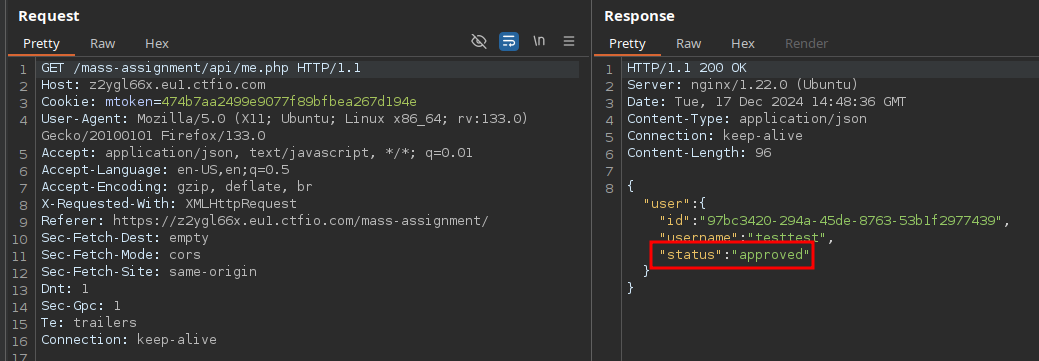 Request
Pretty Raw Hex
\n
1 GET /mass-assignment/api/me.php HTTP/1.1
2 Host: z2ygl66x.eu1.ctfio.com
3 Cookie: mtoken=474b7aa2499e9077f89bfbea267d194e
4 User-Agent: Mozilla/5.0 (X11; Ubuntu; Linux x86_64; rv:133.0)
Gecko/20100101 Firefox/133.0
5 Accept: application/json, text/javascript, */*; q=0.01
6 Accept-Language: en-US,en;q=0.5
7 Accept-Encoding: gzip, deflate, br
8 X-Requested-With: XMLHttpRequest
9 Referer: https://z2ygl66x.eu1.ctfio.com/mass-assignment/
10 Sec-Fetch-Dest: empty
11 Sec-Fetch-Mode: cors
12 Sec-Fetch-Site: same-origin
13 Dnt: 1
14 Sec-Gpc: 1
15 Te: trailers
16 Connection: keep-alive
17
Response
Pretty Raw Hex Render
1 HTTP/1.1 200 OK
2 Server: nginx/1.22.0 (Ubuntu)
3 Date: Tue, 17 Dec 2024 14:48:36 GMT
4 Content-Type: application/json
5 Connection: keep-alive
6 Content-Length: 96
7
8 {
"user":{
"id":"97bc3420-294a-45de-8763-53b1f2977439",
"username":"testtest",
"status":"approved"
}
}